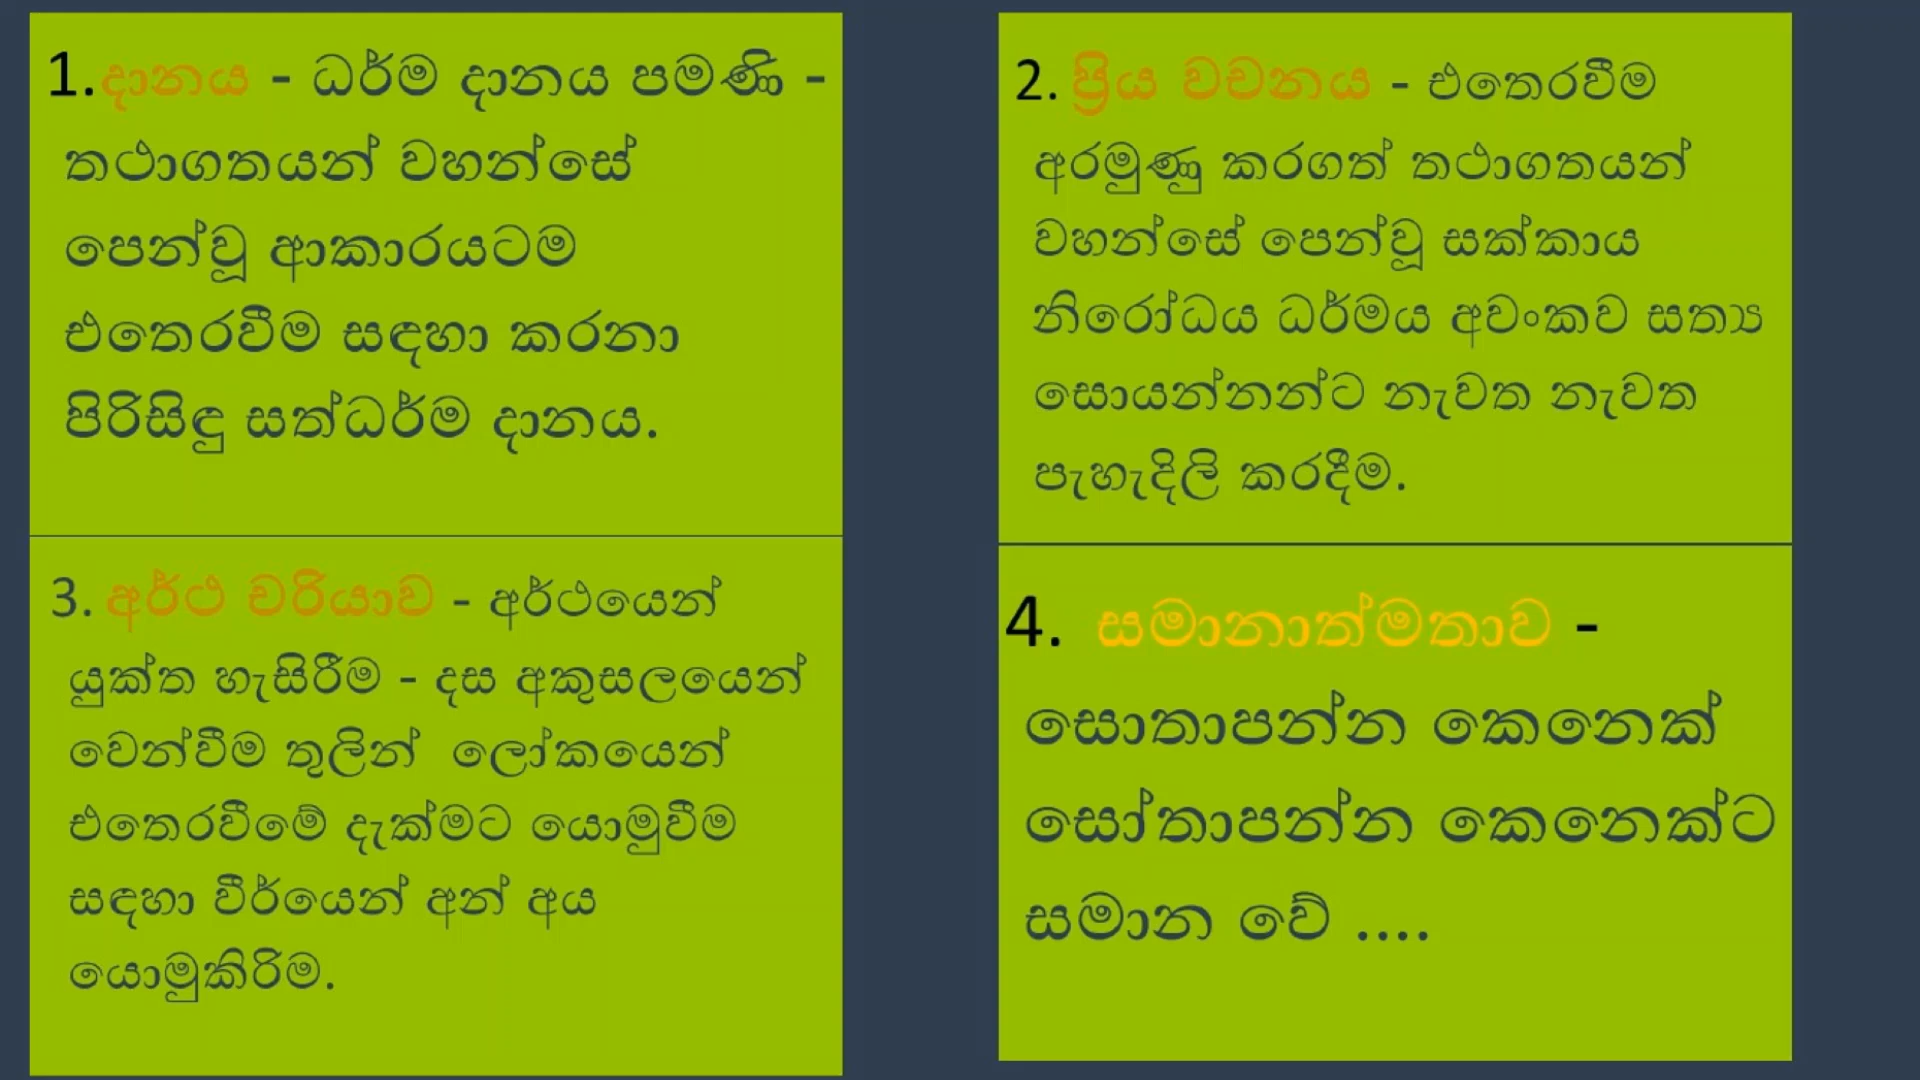 1.දානය - ධර්ම දානය පමණි -
තථාගතයන් වහන්සේ
පෙන්වූ ආකාරයටම
එතෙරවීම සඳහා කරනා
පිරිසිඳු සත්ධර්ම දානය.
2. ප්‍රිය වචනය - එතෙරවීම
අරමුණු කරගත් තථාගතයන්
වහන්සේ පෙන්වූ සක්කාය
නිරෝධය ධර්මය අවංකව සත්‍ය
සොයන්නන්ට නැවත නැවත
පැහැදිලි කරදීම.
3. අර්ථ චරියාව - අර්ථයෙන්
යුක්ත හැසිරීම - දස අකුසලයෙන්
වෙන්වීම තුලින් ලෝකයෙන්
එතෙරවීමේ දැක්මට යොමුවීම
සඳහා වීර්යෙන් අන් අය
යොමුකිරිම.
4. සමානාත්මතාව -
සොතාපන්න කෙනෙක්
සෝතාපන්න කෙනෙක්ට
සමාන වේ ....